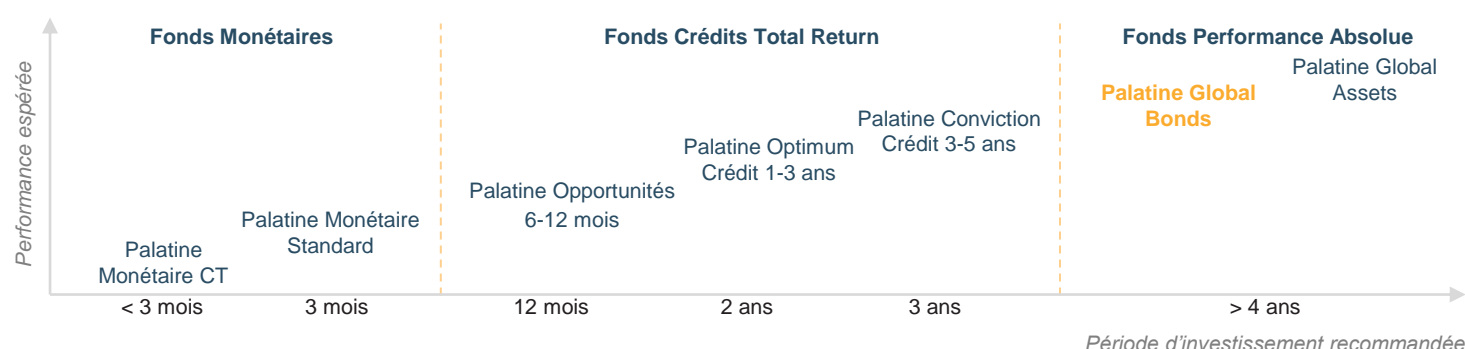 Performance espérée
Fonds Monétaires
Palatine
Monétaire CT
Palatine Monétaire
Standard
Fonds Crédits Total Return
Palatine Opportunités
6-12 mois
Palatine Optimum
Crédit 1-3 ans
Palatine Conviction
Crédit 3-5 ans
Fonds Performance Absolue
Palatine Global
Bonds
Palatine Global
Assets
< 3 mois
3 mois
12 mois
2 ans
3 ans
> 4 ans
Période d'investissement recommandée